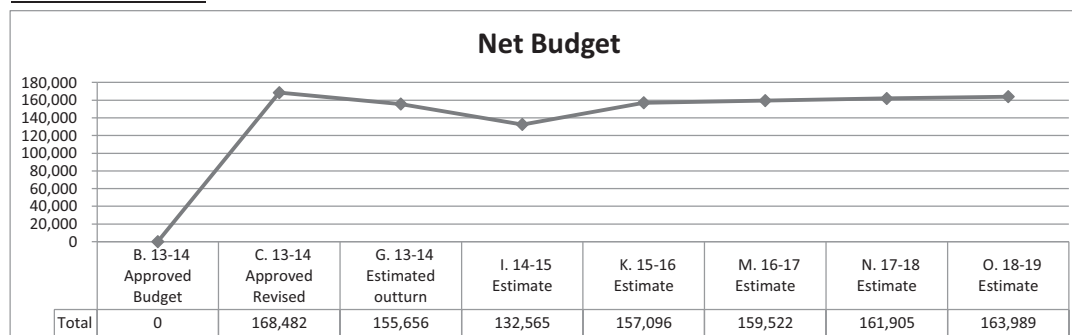 Net Budget
180,000
160,000
140,000
120,000
100,000
80,000
60,000
40,000
20,000
0
B. 13-14 Approved Budget
C. 13-14 Approved Revised
G. 13-14 Estimated outturn
I. 14-15 Estimate
K. 15-16 Estimate
M. 16-17 Estimate
N. 17-18 Estimate
O. 18-19 Estimate
Total 0 168,482 155,656 132,565 157,096 159,522 161,905 163,989